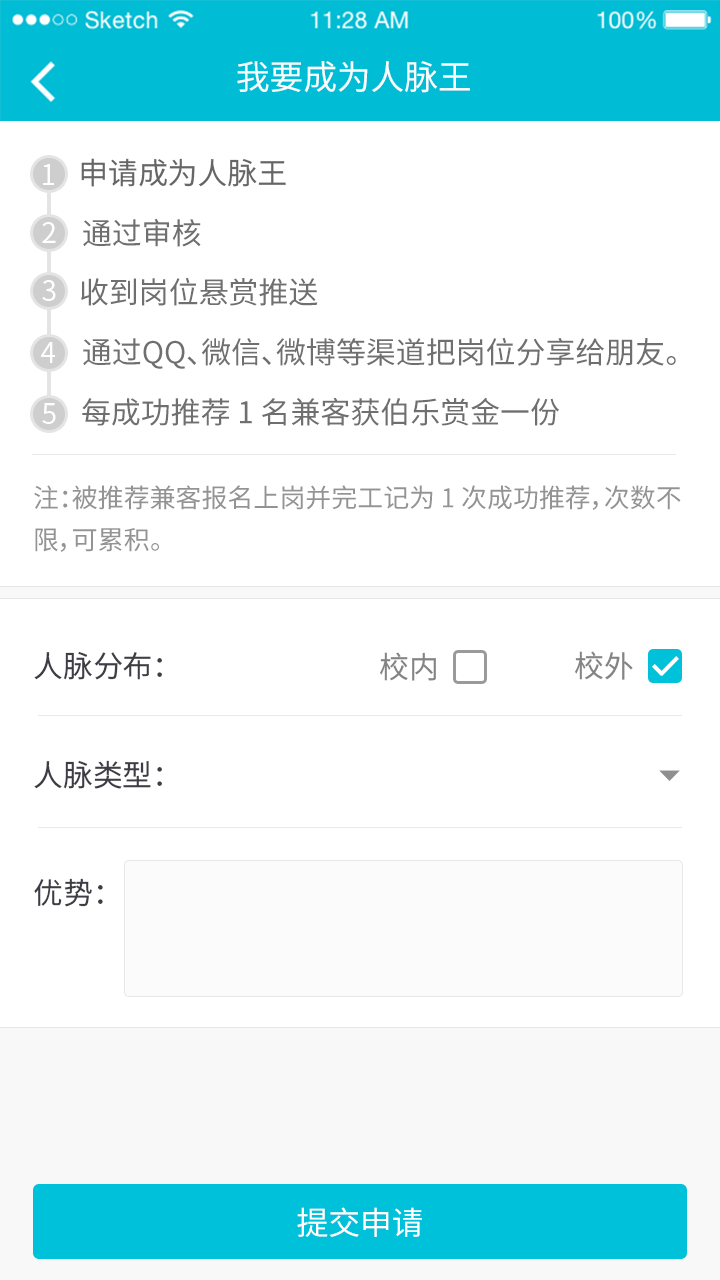 Sketch 11:28 AM 100%
我要成为人脉王
1 申请成为人脉王
2 通过审核
3 收到岗位悬赏推送
4 通过QQ、微信、微博等渠道把岗位分享给朋友。
5 每成功推荐 1 名兼客获伯乐赏金一份
注：被推荐兼客报名上岗并完工记为 1 次成功推荐，次数不
限，可累积。
人脉分布： 校内 校外
人脉类型：
优势：
提交申请